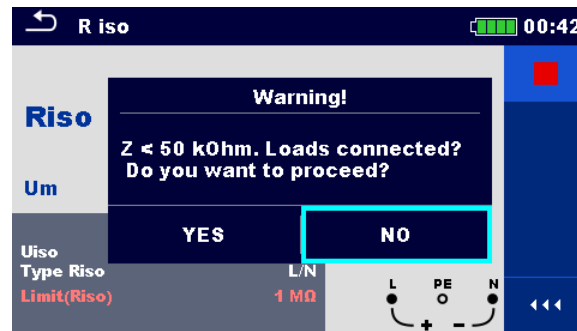 R iso
00:42
Warning!
Riso
Z < 50 kOhm. Loads connected?
Do you want to proceed?
Um
YES
NO
Uiso
Type Riso L/N
Limit(Riso) 1 MΩ
L PE N
+ -